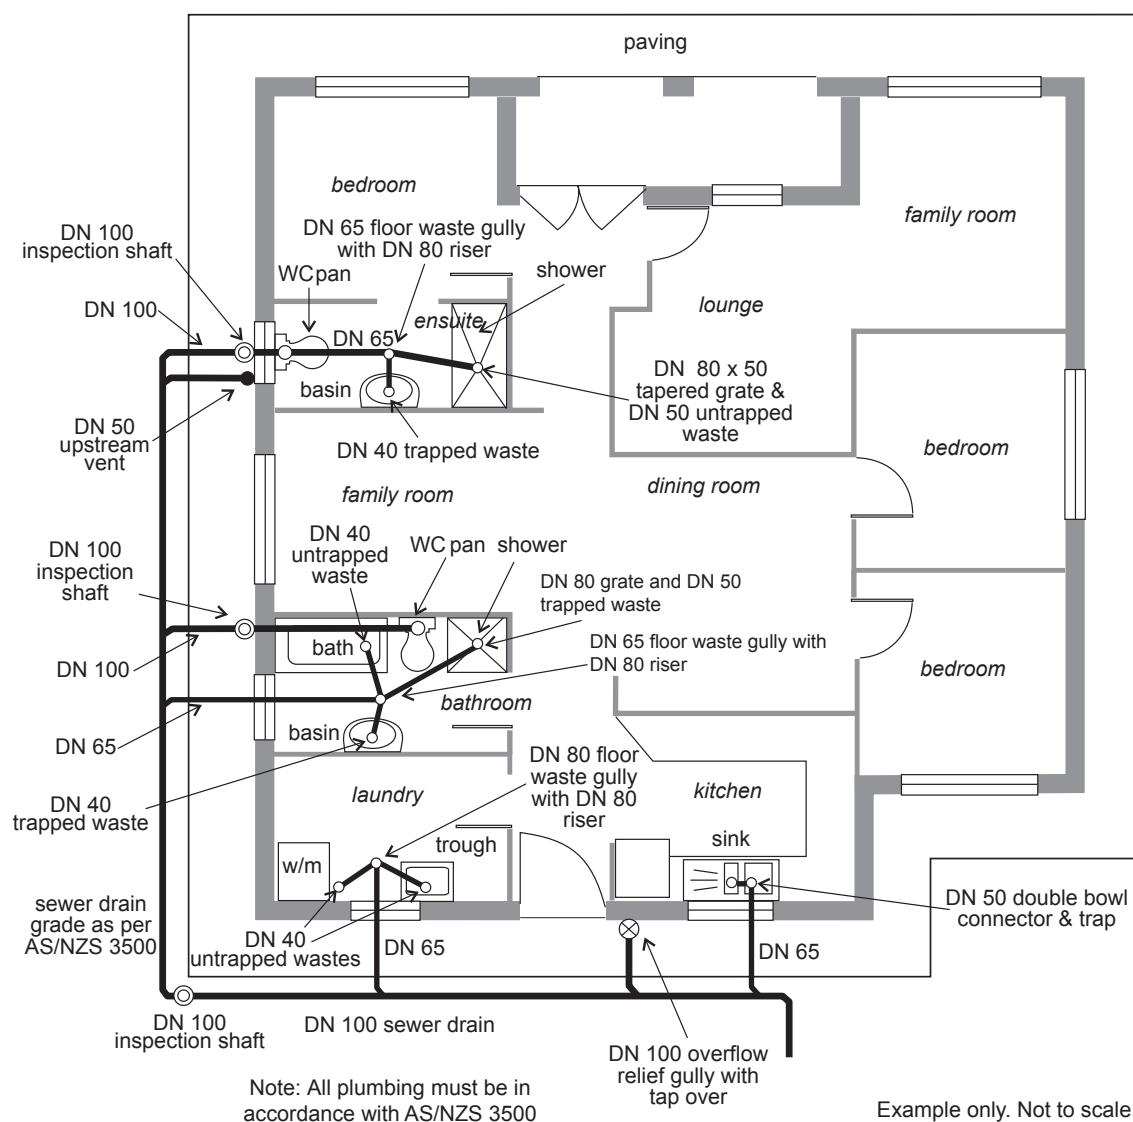 paving
bedroom
family room
DN 100
inspection shaft
DN 65 floor waste gully
with DN 80 riser
WC pan
shower
DN 100
lounge
ensuite
DN 65
basin
DN 80 x 50
tapered grate &
DN 50 untrapped
waste
DN 50
upstream
vent
DN 40 trapped waste
bedroom
family room
dining room
DN 100
inspection
shaft
DN 40
untrapped
waste
WC pan
shower
DN 80 grate and DN 50
trapped waste
bath
DN 65 floor waste gully with
DN 80 riser
DN 100
bedroom
bathroom
DN 65
basin
DN 80 floor
waste gully
with DN 80
riser
DN 40
trapped waste
laundry
kitchen
trough
sink
w/m
sewer drain
grade as per
AS/NZS 3500
DN 40
untrapped wastes
DN 65
DN 65
DN 50 double bowl
connector & trap
DN 100
inspection shaft
DN 100 sewer drain
DN 100 overflow
relief gully with
tap over
Note: All plumbing must be in
accordance with AS/NZS 3500
Example only. Not to scale